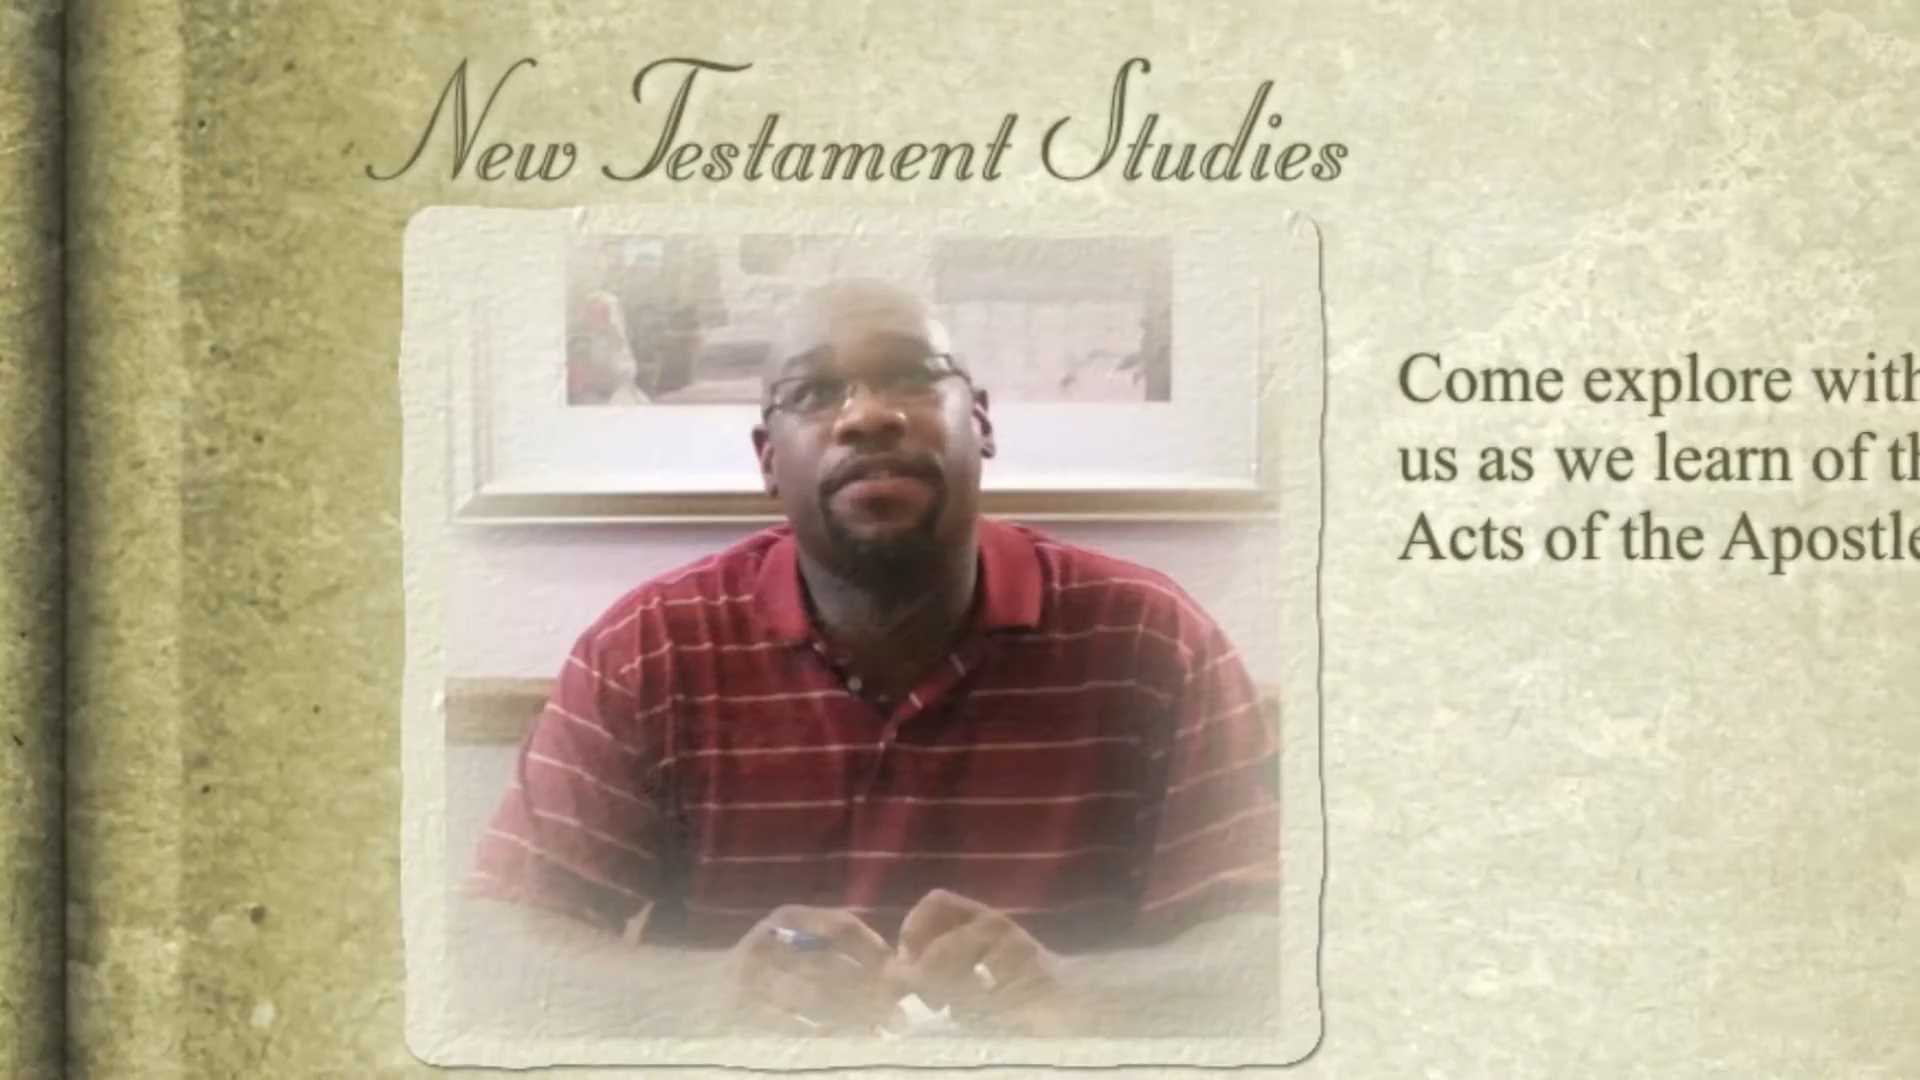 New Testament Studies
Come explore with
us as we learn of th
Acts of the Apostle